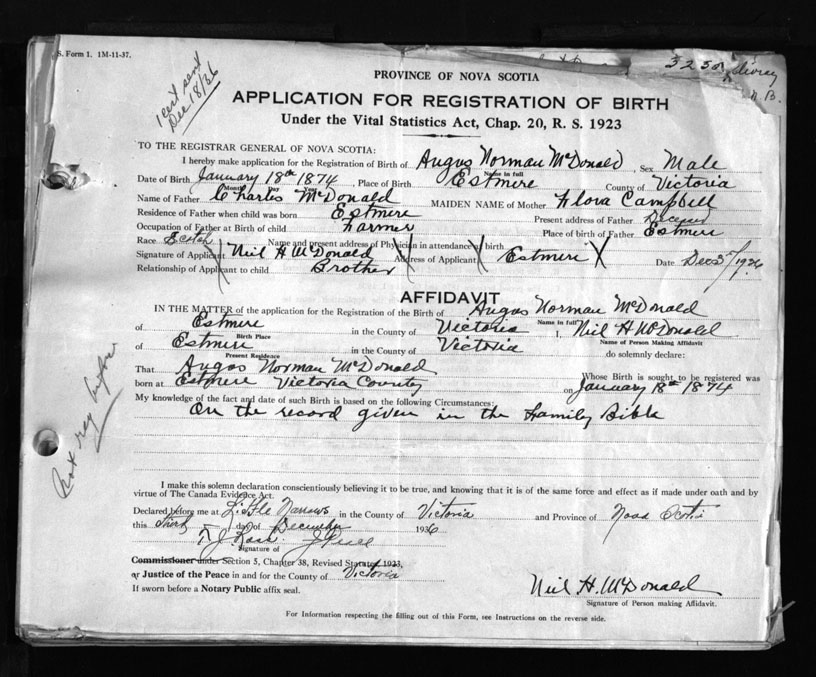 S. Form 1. 1M-11-37.
1 cert sent
Dec 18/36
3258
PROVINCE OF NOVA SCOTIA
APPLICATION FOR REGISTRATION OF BIRTH
Under the Vital Statistics Act, Chap. 20, R. S. 1923
TO THE REGISTRAR GENERAL OF NOVA SCOTIA:
I hereby make application for the Registration of Birth of Angus Norman McDonald, Sex Male
Name in full
Date of Birth January 18th 1874, Place of Birth Estmere County of Victoria
Month Day Year
Name of Father Charles McDonald MAIDEN NAME of Mother Flora Campbell
Residence of Father when child was born Estmere Present address of Father Deceased
Occupation of Father at Birth of child Farmer Place of birth of Father Estmere
Race Scotch Name and present address of Physician in attendance at birth
Signature of Applicant Neil H McDonald Address of Applicant Estmere Date Dec 3rd/1936
Relationship of Applicant to child Brother
AFFIDAVIT
IN THE MATTER of the application for the Registration of the Birth of Angus Norman McDonald
Name in full
of Estmere in the County of Victoria I, Neil H McDonald
Birth Place
Name of Person Making Affidavit
of Estmere in the County of Victoria do solemnly declare:
Present Residence
That Angus Norman McDonald Whose Birth is sought to be registered was
born at Estmere Victoria County on January 18th 1874
My knowledge of the fact and date of such Birth is based on the following Circumstances:
On the record given in the Family Bible
Not reg before
I make this solemn declaration conscientiously believing it to be true, and knowing that it is of the same force and effect as if made under oath and by
virtue of The Canada Evidence Act.
Declared before me at Little Narrows in the County of Victoria and Province of Nova Scotia
this Third day of December 1936
Signature of
Commissioner under Section 5, Chapter 38, Revised Statutes 1923,
or Justice of the Peace in and for the County of Victoria
If sworn before a Notary Public affix seal.
Neil H. McDonald
Signature of Person making Affidavit.
For Information respecting the filling out of this Form, see Instructions on the reverse side.